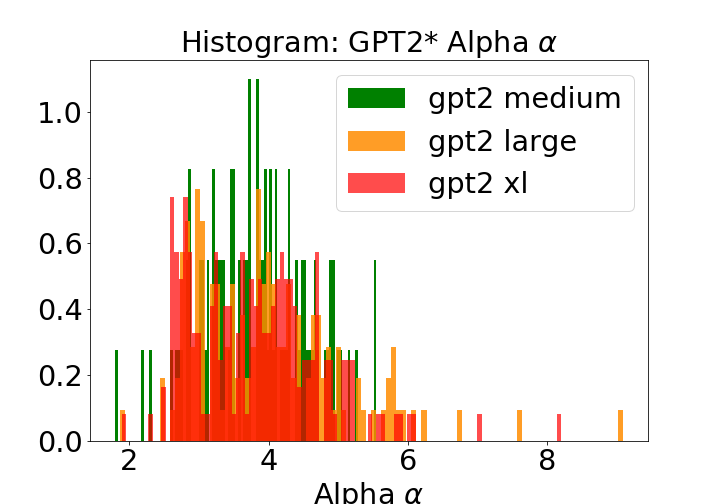 Histogram: GPT2* Alpha α
gpt2 medium
gpt2 large
gpt2 xl
1.0
0.8
0.6
0.4
0.2
0.0
2 4 6 8
Alpha α